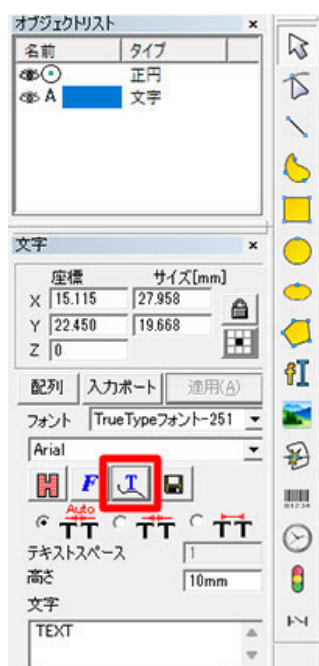 オブジェクトリスト ×
名前 タイプ
正円
A 文字
文字 ×
座標 サイズ[mm]
X 15.115 27.958
Y 22.450 19.668
Z 0
配列 入力ポート 適用(A)
フォント TrueTypeフォント-251
Arial
H F T
Auto
TT TT TT
テキストスペース 1
高さ 10mm
文字
TEXT